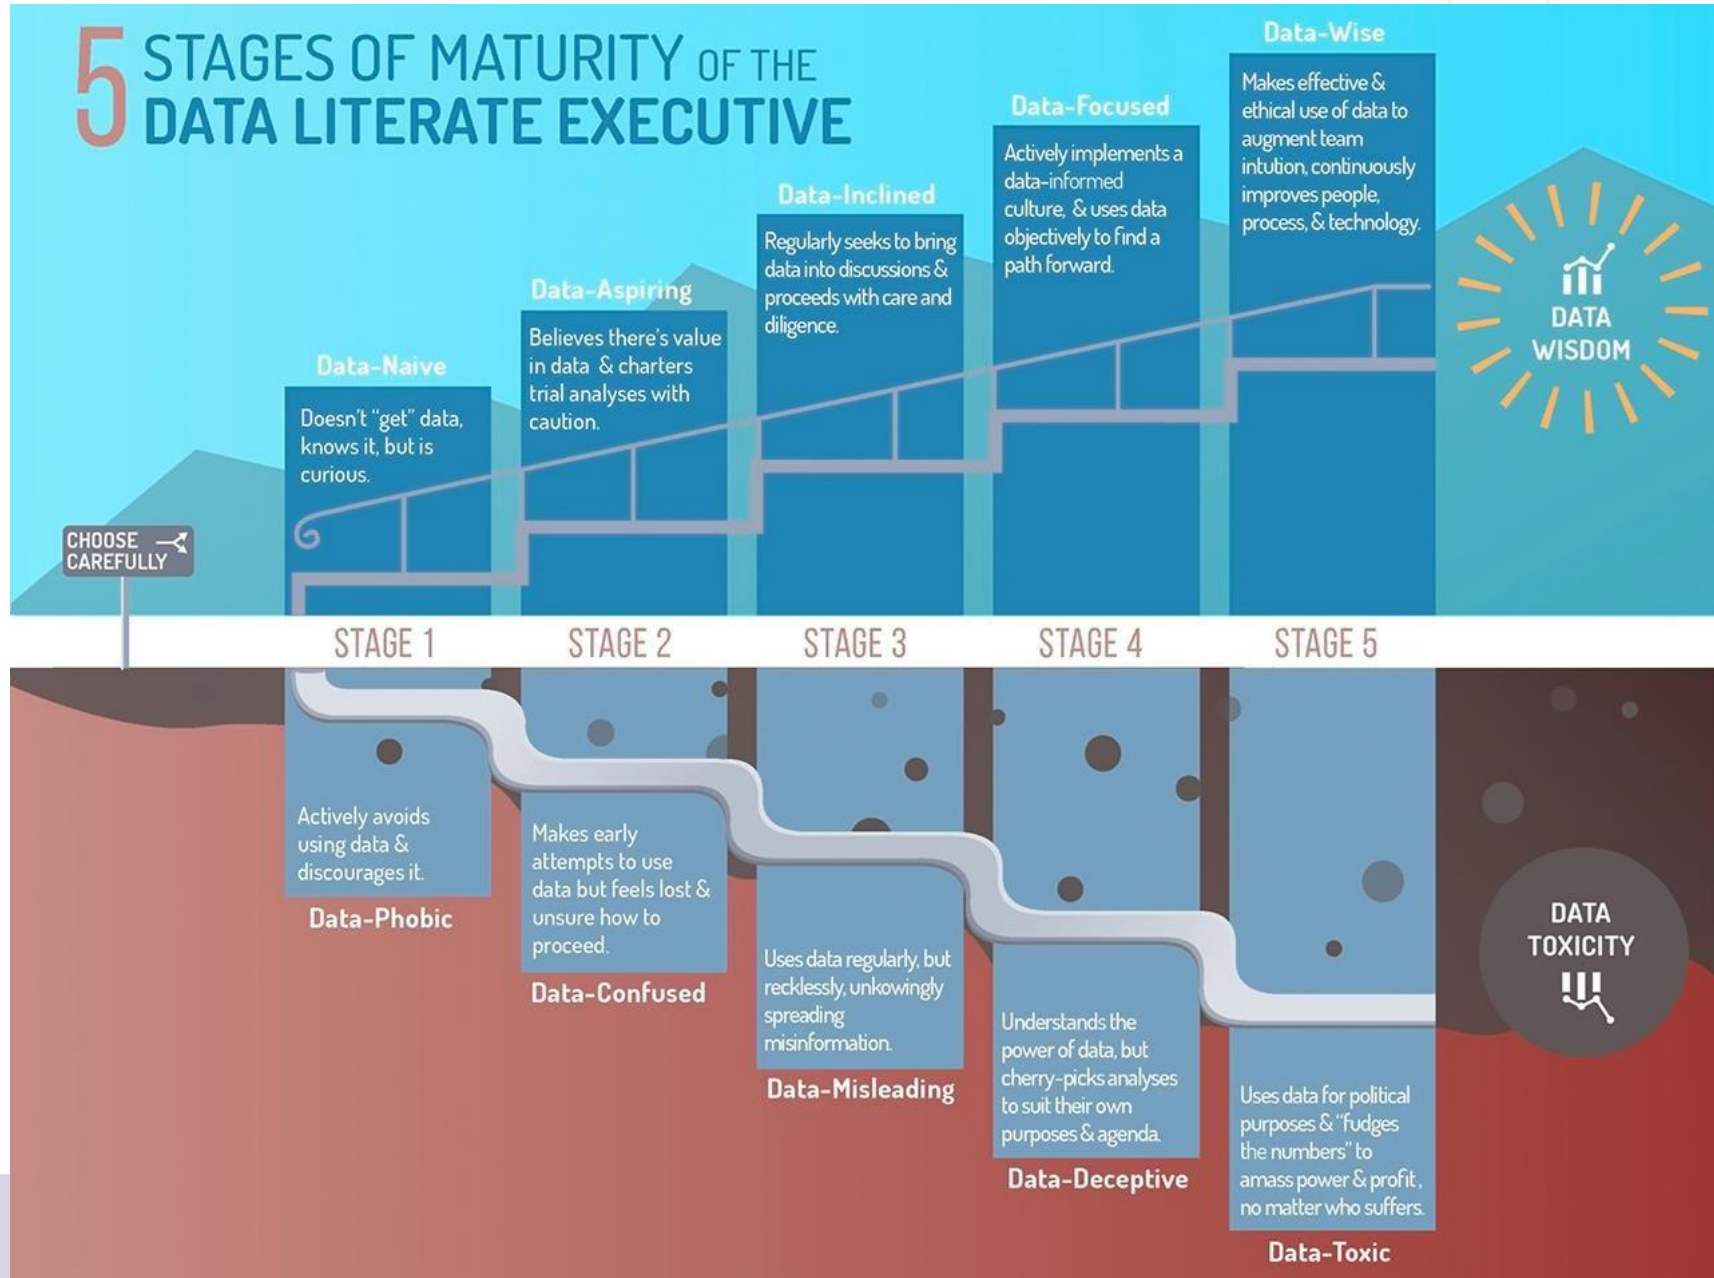 5 STAGES OF MATURITY OF THE
DATA LITERATE EXECUTIVE
Data-Naive
Doesn't "get" data,
knows it, but is
curious.
Data-Aspiring
Believes there's value
in data & charters
trial analyses with
caution.
Data-Inclined
Regularly seeks to bring
data into discussions &
proceeds with care and
diligence.
Data-Focused
Actively implements a
data-informed
culture, & uses data
objectively to find a
path forward.
Data-Wise
Makes effective &
ethical use of data to
augment team
intution, continuously
improves people,
process, & technology.
DATA
WISDOM
CHOOSE
CAREFULLY
STAGE 1
STAGE 2
STAGE 3
STAGE 4
STAGE 5
Actively avoids
using data &
discourages it.
Data-Phobic
Makes early
attempts to use
data but feels lost &
unsure how to
proceed.
Data-Confused
Uses data regularly, but
recklessly, unkowingly
spreading
misinformation.
Data-Misleading
Understands the
power of data, but
cherry-picks analyses
to suit their own
purposes & agenda.
Data-Deceptive
Uses data for political
purposes & "fudges
the numbers" to
amass power & profit,
no matter who suffers.
Data-Toxic
DATA
TOXICITY